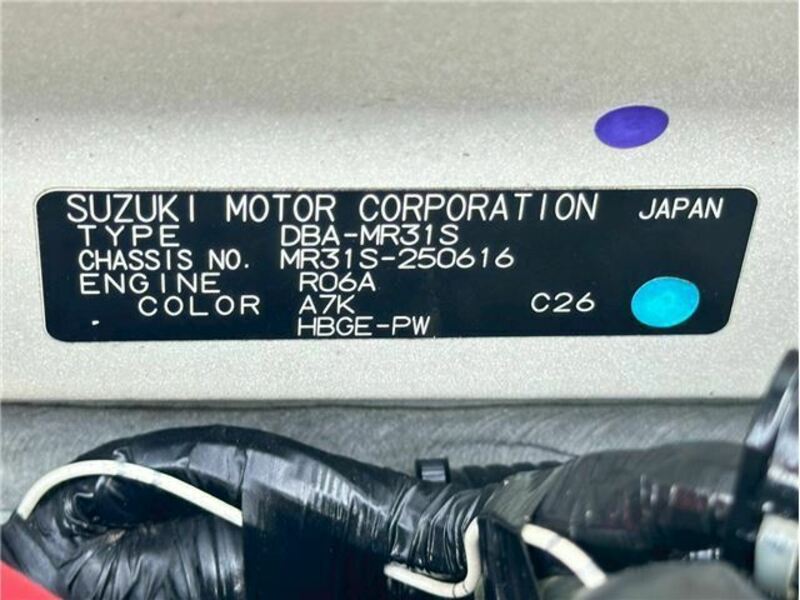 SUZUKI MOTOR CORPORATION JAPAN
TYPE DBA-MR31S
CHASSIS NO. MR31S-250616
ENGINE R06A
COLOR A7K C26
HBGE-PW